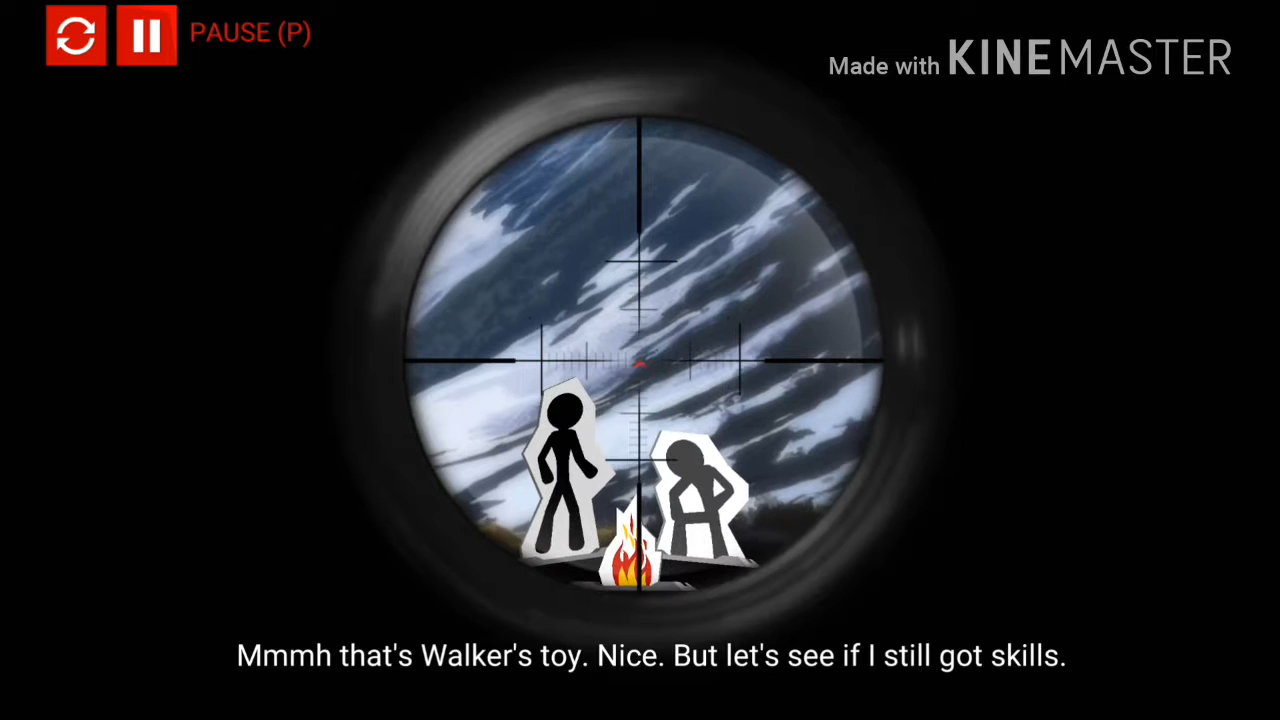 PAUSE (P)
Made with KINEMASTER
Mmmh that's Walker's toy. Nice. But let's see if I still got skills.